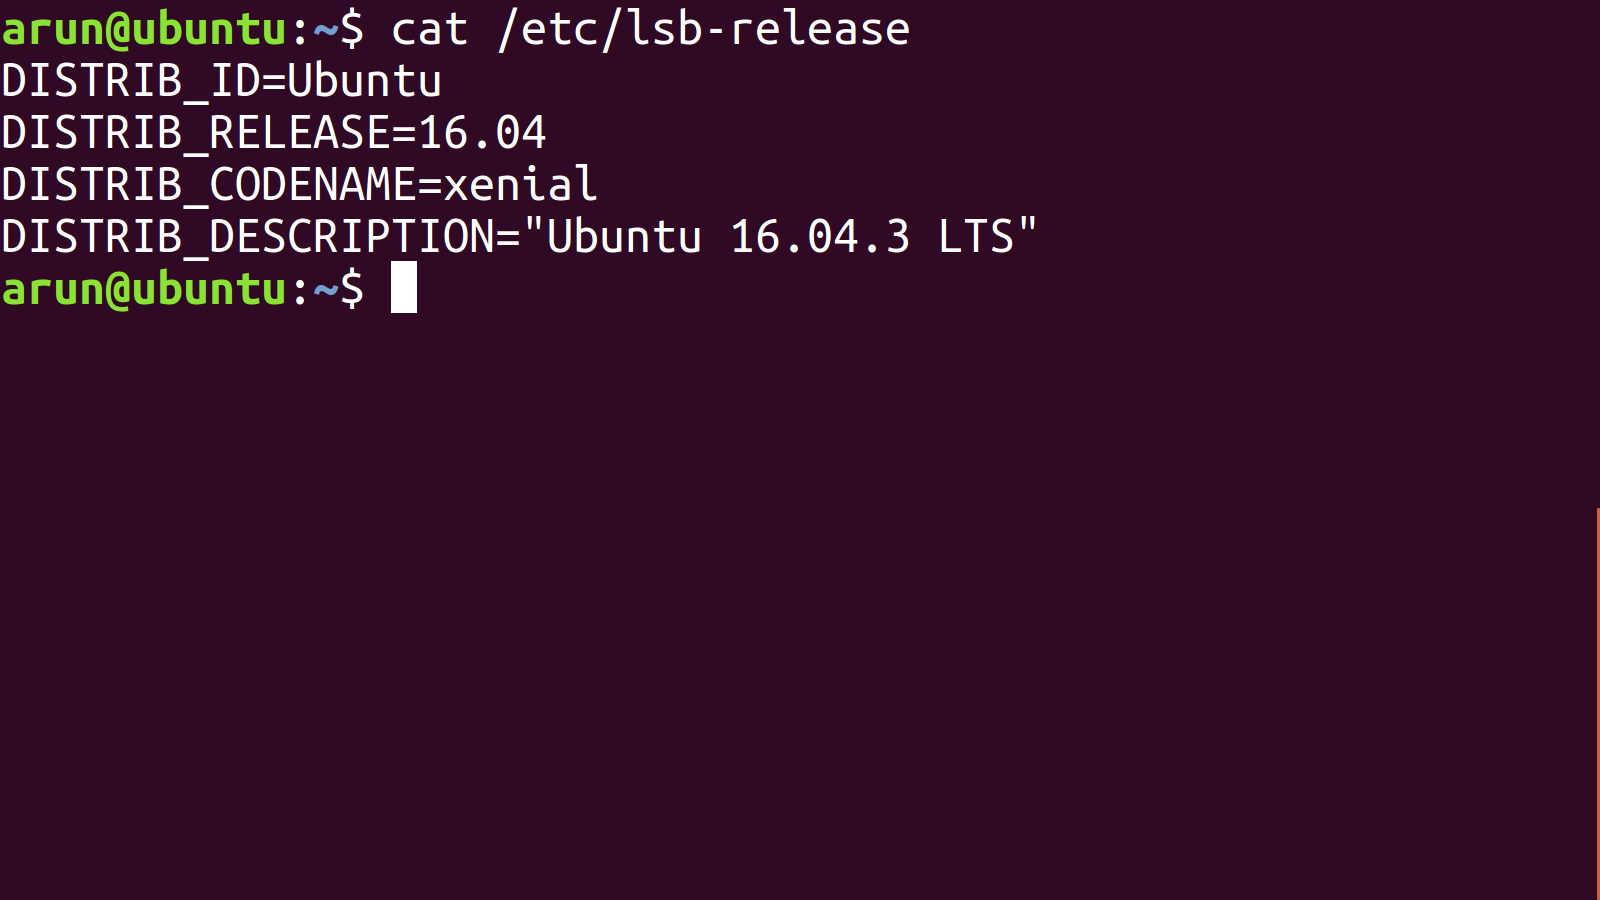 arun@ubuntu:~$ cat /etc/lsb-release
DISTRIB_ID=Ubuntu
DISTRIB_RELEASE=16.04
DISTRIB_CODENAME=xenial
DISTRIB_DESCRIPTION="Ubuntu 16.04.3 LTS"
arun@ubuntu:~$